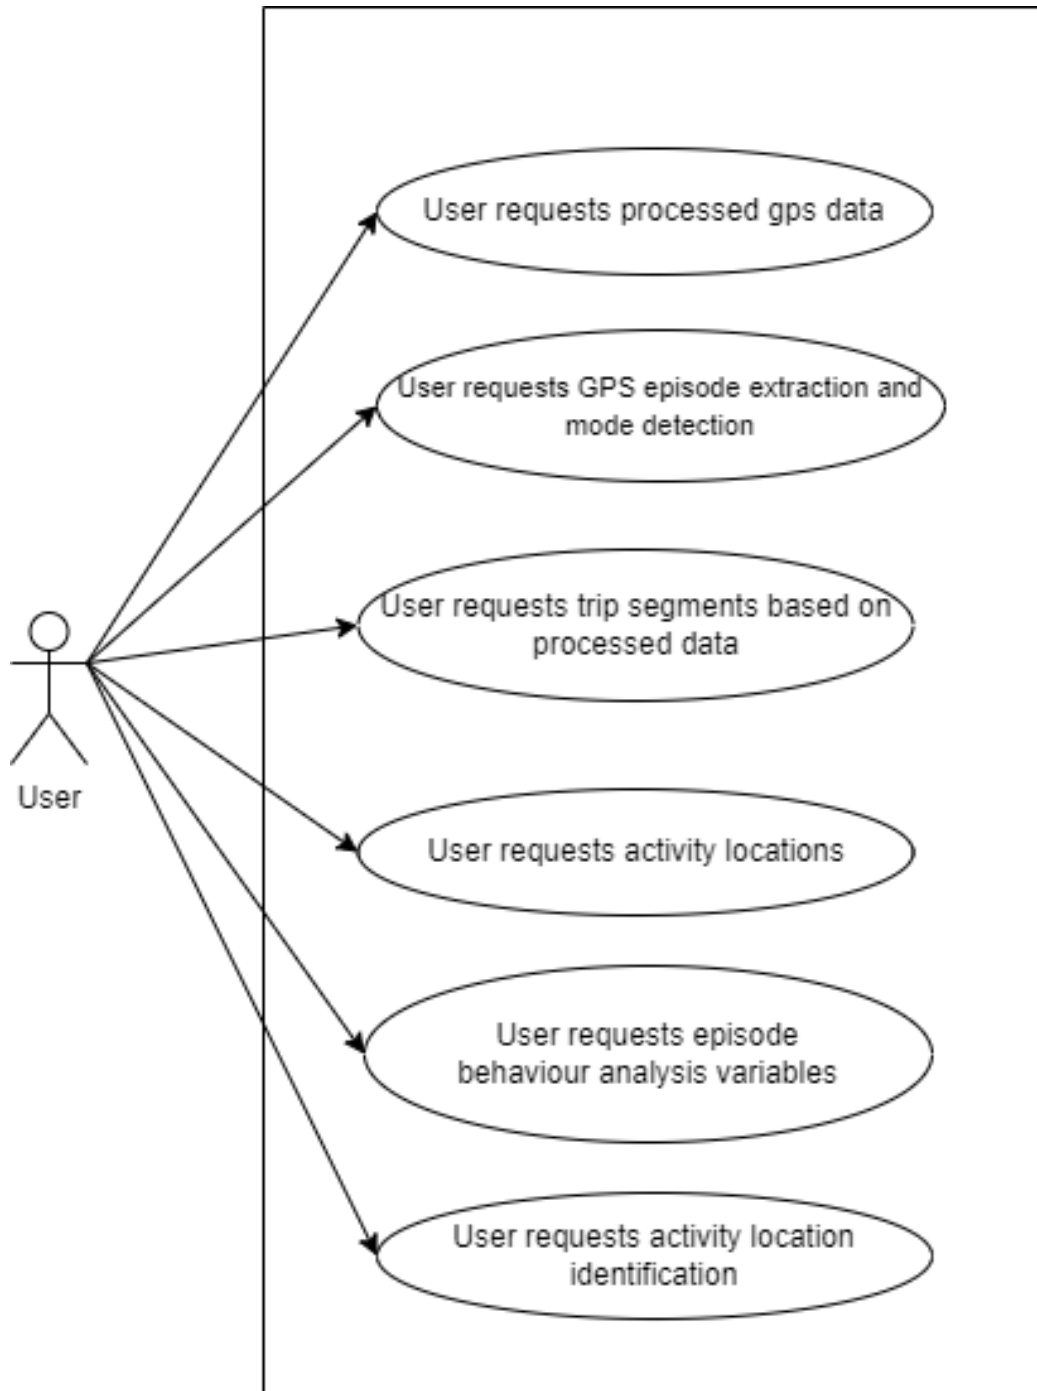 User requests processed gps data
User requests GPS episode extraction and
mode detection
User requests trip segments based on
processed data
User
User requests activity locations
User requests episode
behaviour analysis variables
User requests activity location
identification